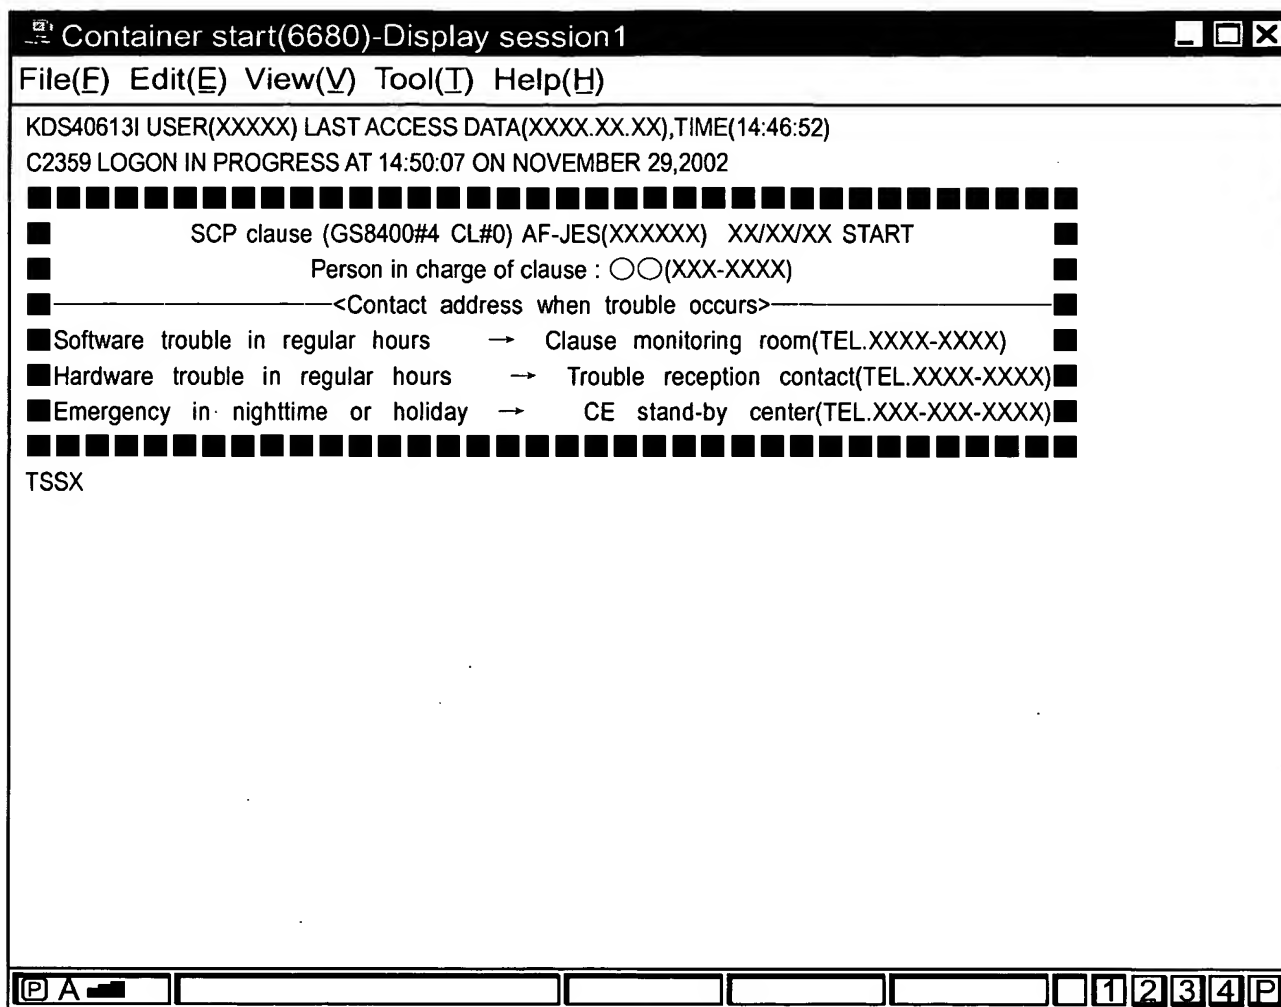 Container start(6680)-Display session1
File(F) Edit(E) View(V) Tool(T) Help(H)
KDS40613I USER(XXXXX) LAST ACCESS DATA(XXXX.XX.XX),TIME(14:46:52)
C2359 LOGON IN PROGRESS AT 14:50:07 ON NOVEMBER 29,2002
SCP clause (GS8400#4 CL#0) AF-JES(XXXXXX) XX/XX/XX START
Person in charge of clause : ○○(XXX-XXXX)
<Contact address when trouble occurs>
Software trouble in regular hours → Clause monitoring room(TEL.XXXX-XXXX)
Hardware trouble in regular hours → Trouble reception contact(TEL.XXXX-XXXX)
Emergency in nighttime or holiday → CE stand-by center(TEL.XXX-XXX-XXXX)
TSSX
P A 1 2 3 4 P